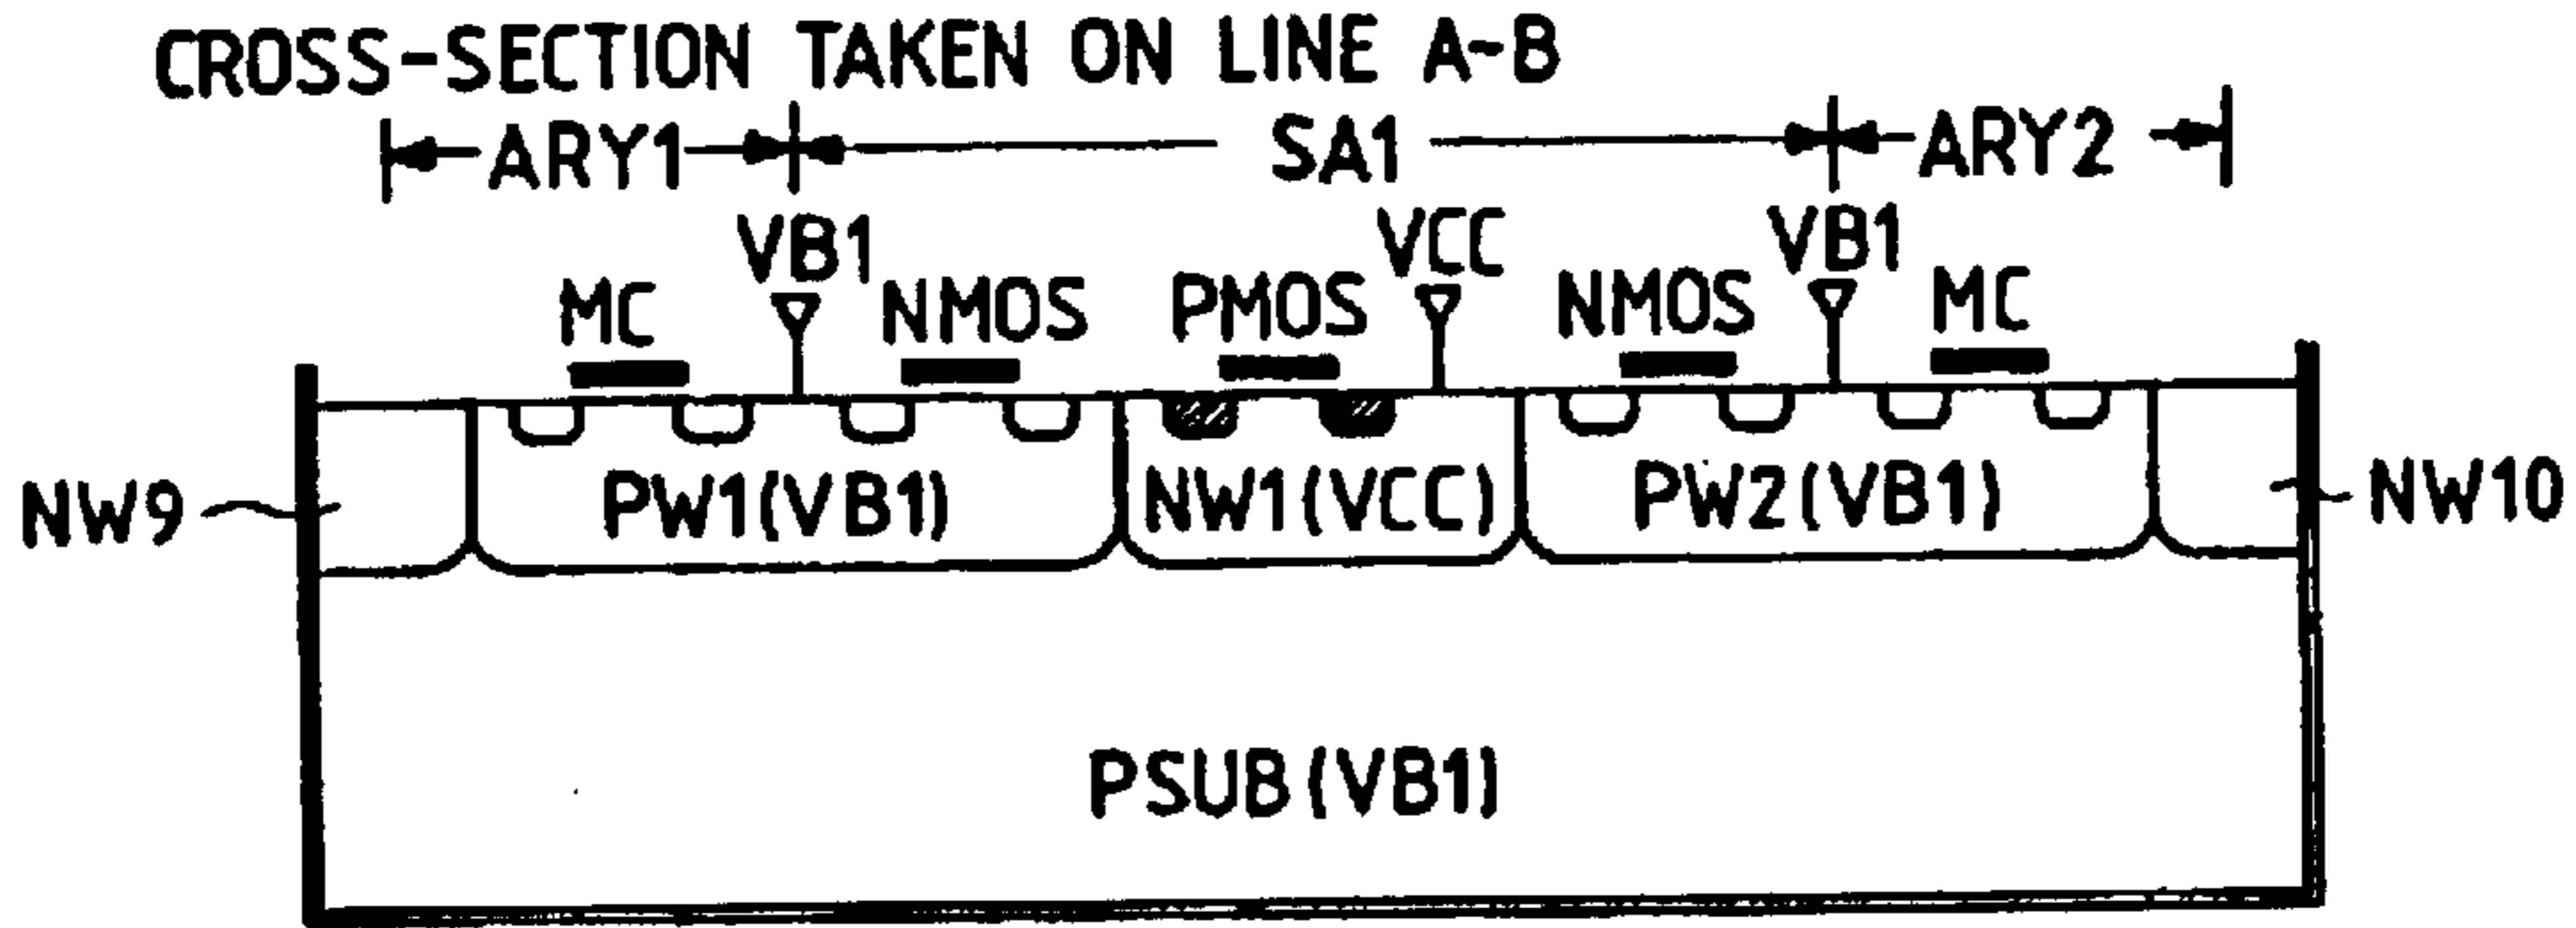 CROSS-SECTION TAKEN ON LINE A-B
ARY1 SA1 ARY2
VB1 VCC VB1
MC NMOS PMOS NMOS MC
NW9 PW1(VB1) NW1(VCC) PW2(VB1) NW10
PSUB(VB1)